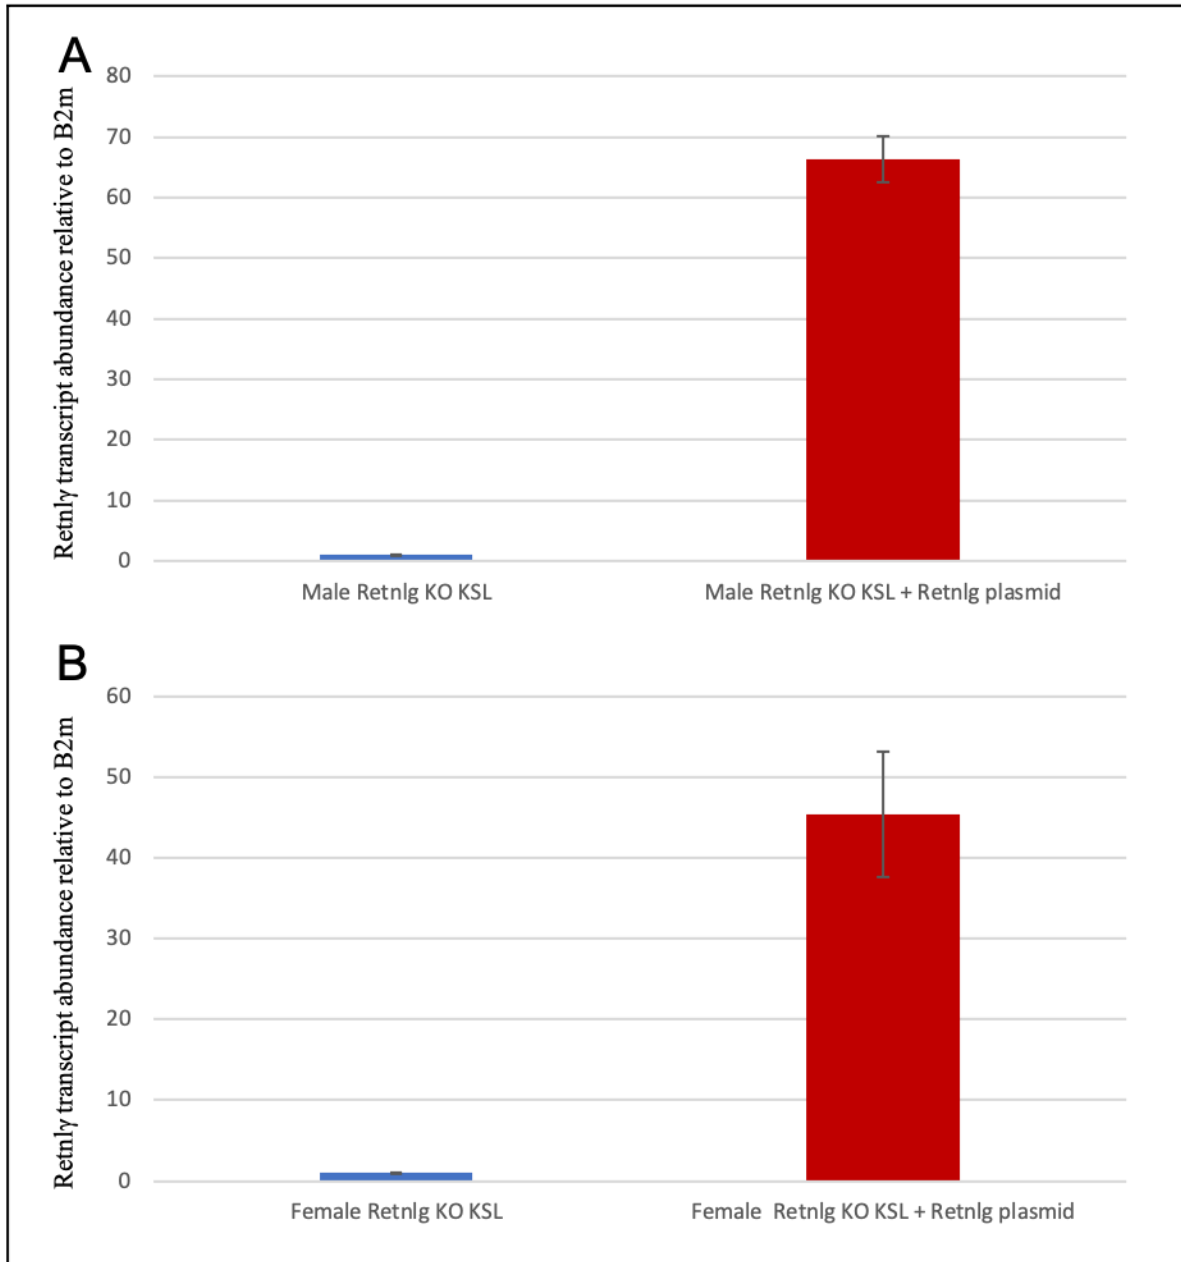 A
Retnlγ transcript abundance relative to B2m
80
70
60
50
40
30
20
10
0
Male Retnlg KO KSL
Male Retnlg KO KSL + Retnlg plasmid
B
Retnlγ transcript abundance relative to B2m
60
50
40
30
20
10
0
Female Retnlg KO KSL
Female Retnlg KO KSL + Retnlg plasmid